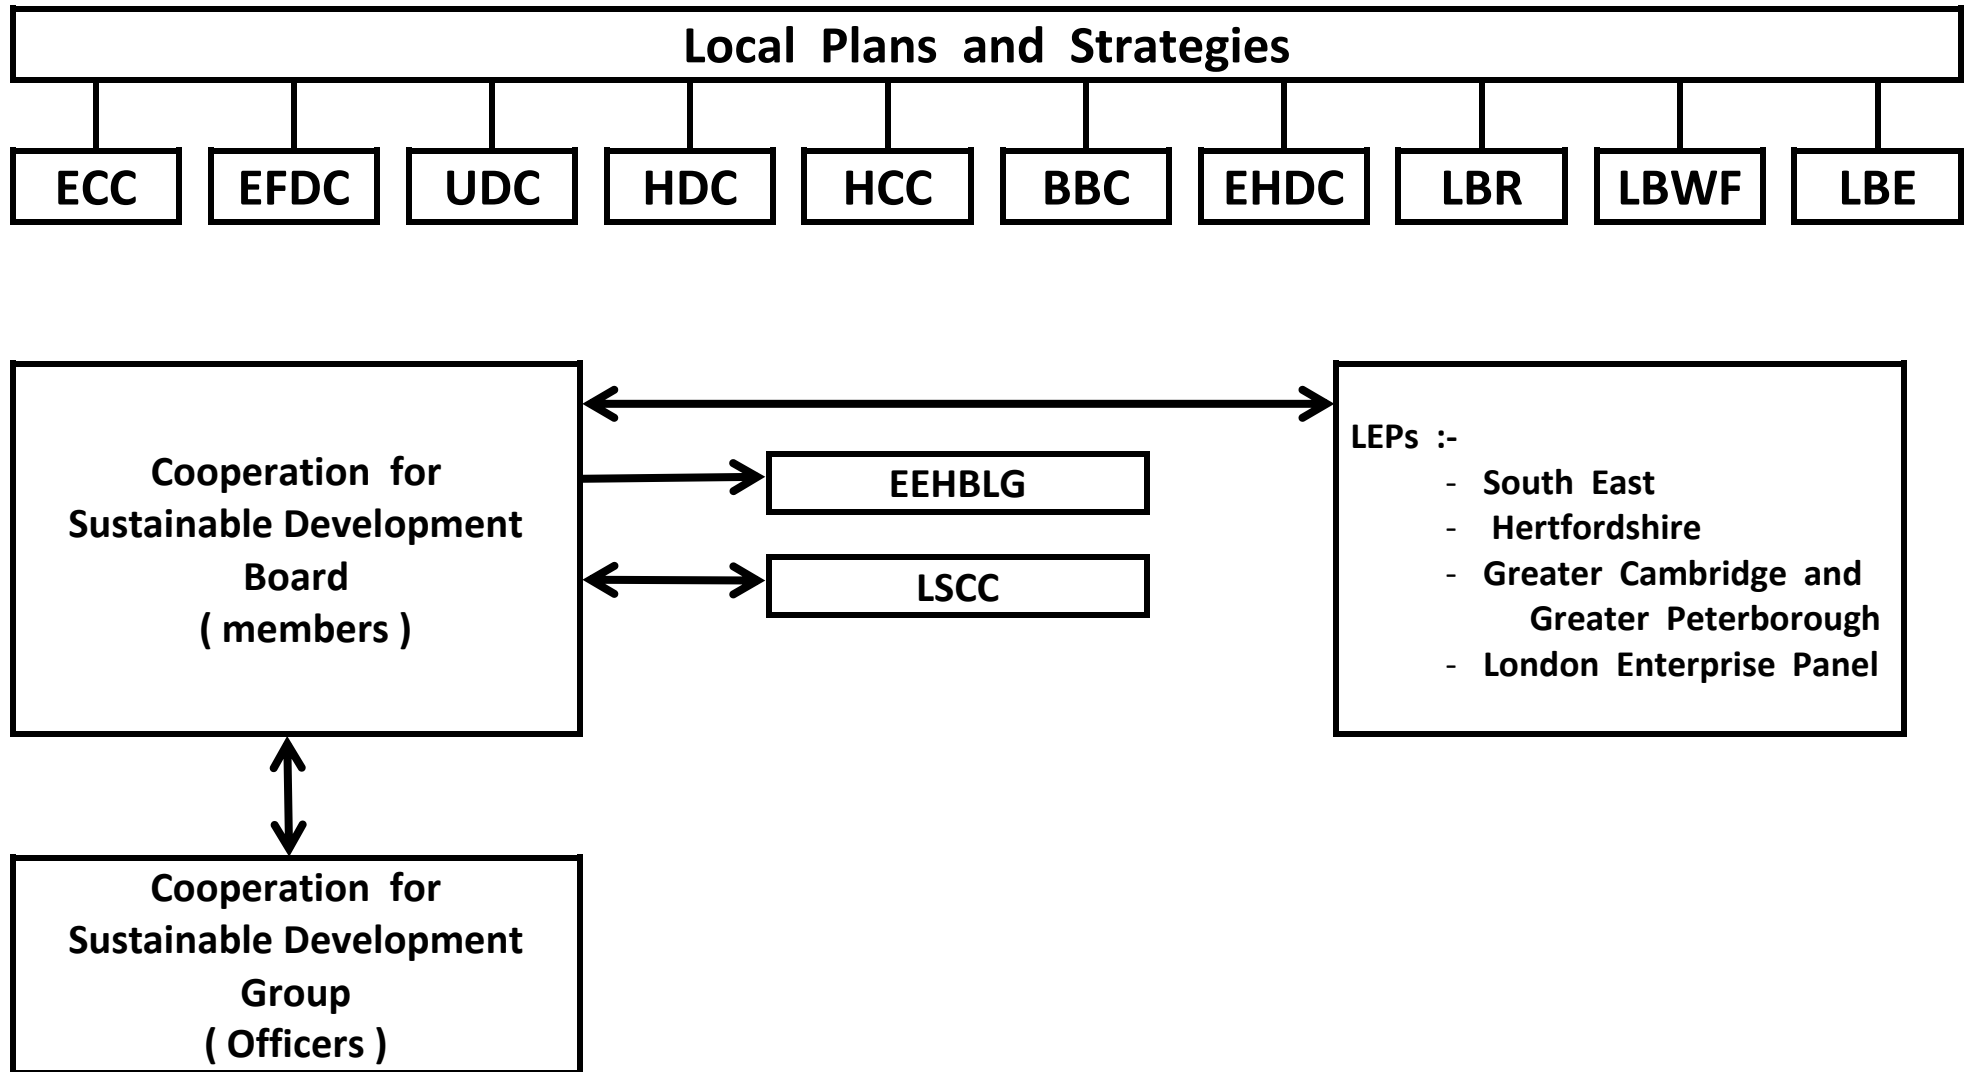 Local Plans and Strategies
ECC EFDC UDC HDC HCC BBC EHDC LBR LBWF LBE
Cooperation for
Sustainable Development
Board
( members )
EEHBLG
LSCC
LEPs :-
- South East
- Hertfordshire
- Greater Cambridge and
Greater Peterborough
- London Enterprise Panel
Cooperation for
Sustainable Development
Group
( Officers )